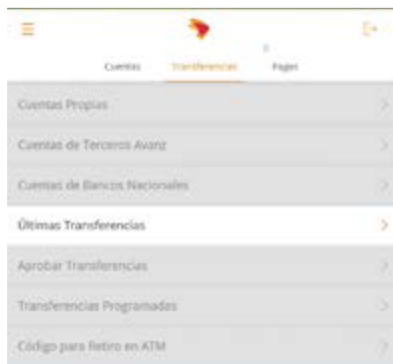 Cuentas Transferencias Pagos
Cuentas Propias
Cuentas de Terceros Avanz
Cuentas de Bancos Nacionales
Últimas Transferencias
Aprobar Transferencias
Transferencias Programadas
Código para Retiro en ATM